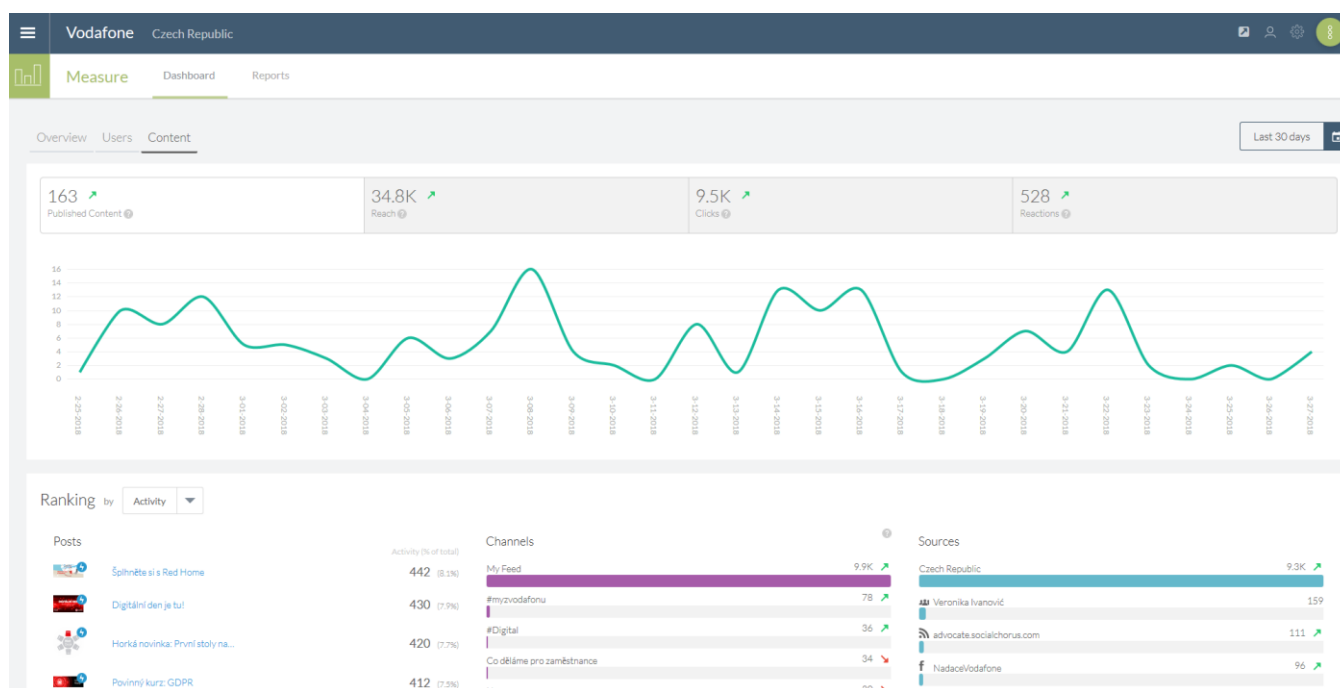 Vodafone Czech Republic
Measure Dashboard Reports
Overview Users Content
Last 30 days
163 34.8K 9.5K 528
Published Content Reach Clicks Reactions
16
14
12
10
8
6
4
2
0
2-25-2018 2-26-2018 2-27-2018 2-28-2018 3-01-2018 3-02-2018 3-03-2018 3-04-2018 3-05-2018 3-06-2018 3-07-2018 3-08-2018 3-09-2018 3-10-2018 3-11-2018 3-12-2018 3-13-2018 3-14-2018 3-15-2018 3-16-2018 3-17-2018 3-18-2018 3-19-2018 3-20-2018 3-21-2018 3-22-2018 3-23-2018 3-24-2018 3-25-2018 3-26-2018 3-27-2018
Ranking by Activity
Posts
Activity (% of total)
Špihněte si s Red Home 442 (8.1%)
Digitální den je tu! 430 (7.9%)
Horká novinka: První stoly na... 420 (7.7%)
Povinný kurz: GDPR 412 (7.5%)
Channels
My Feed 9.9K
#myzvodafonu 78
#Digital 36
Co děláme pro zaměstnance 34
Sources
Czech Republic 9.3K
Veronika Ivanović 159
advocate.socialchorus.com 111
NadaceVodafone 96